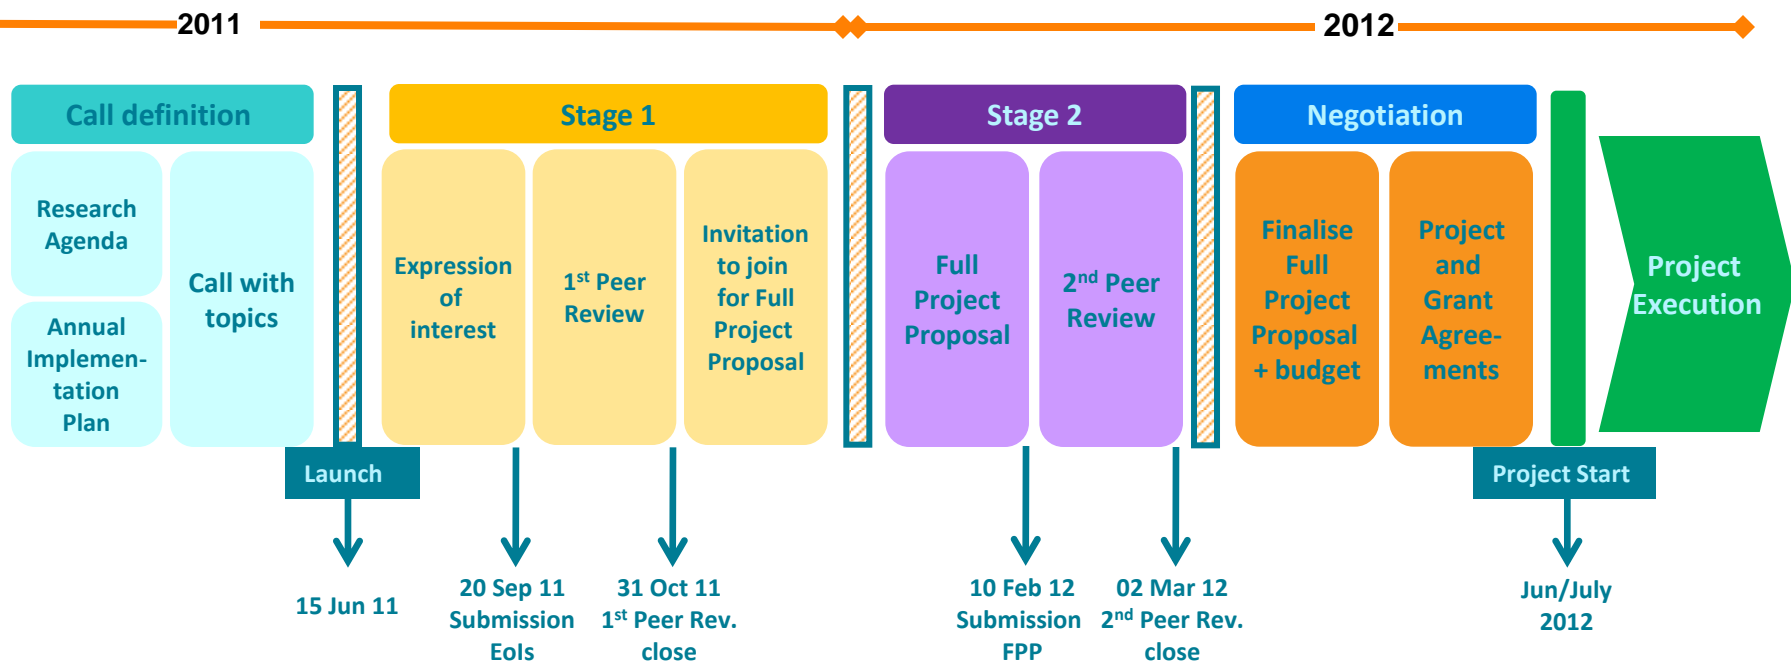 2011
2012
Call definition
Stage 1
Stage 2
Negotiation
Research
Agenda
Annual
Implemen-
tation
Plan
Call with
topics
Expression
of
interest
1st Peer
Review
Invitation
to join
for Full
Project
Proposal
Full
Project
Proposal
2nd Peer
Review
Finalise
Full
Project
Proposal
+ budget
Project
and
Grant
Agree-
ments
Project
Execution
Launch
Project Start
15 Jun 11
20 Sep 11
Submission
EoIs
31 Oct 11
1st Peer Rev.
close
10 Feb 12
Submission
FPP
02 Mar 12
2nd Peer Rev.
close
Jun/July
2012